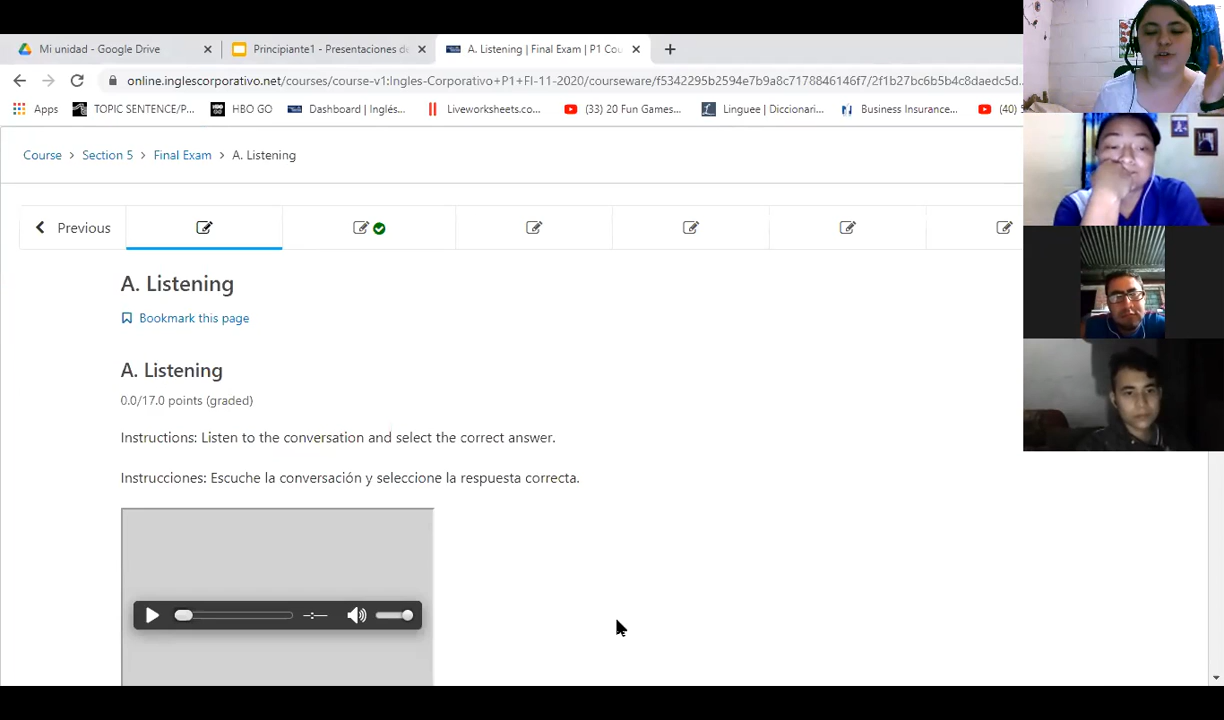 Mi unidad - Google Drive
Principiante1 - Presentaciones de
A. Listening | Final Exam | P1 Cou
online.inglescorporativo.net/courses/course-v1:Ingles-Corporativo+P1+FI-11-2020/courseware/f5342295b2594e7b9a8c7178846146f7/2f1b27bc6b5b4c8daedc5d...
Apps
TOPIC SENTENCE/P...
HBO GO
Dashboard | Inglés...
Liveworksheets.c...
(33) 20 Fun Games...
Linguee | Diccionari...
Business Insurance...
(40) 5
Course > Section 5 > Final Exam > A. Listening
Previous
A. Listening
Bookmark this page
A. Listening
0.0/17.0 points (graded)
Instructions: Listen to the conversation and select the correct answer.
Instrucciones: Escuche la conversación y seleccione la respuesta correcta.
--:--